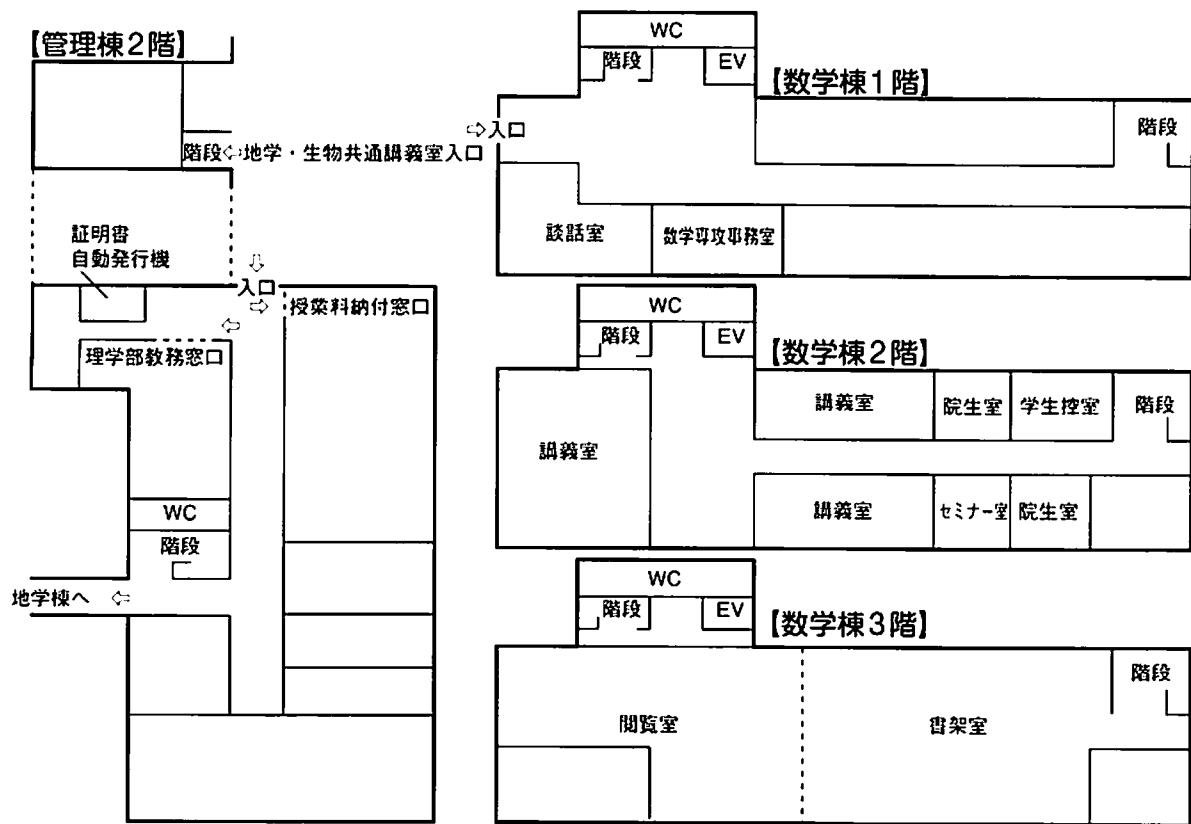 【管理棟2階】
階段⇦地学・生物共通講義室入口
証明書
自動発行機
⇩
入口
⇨
授業料納付窓口
⇦
理学部教務窓口
WC
階段
地学棟へ ⇦
WC
階段
EV
【数学棟1階】
⇨入口
階段
談話室
数学専攻事務室
WC
階段
EV
【数学棟2階】
講義室
講義室
院生室
学生控室
階段
講義室
セミナー室
院生室
WC
階段
EV
【数学棟3階】
階段
閲覧室
書架室